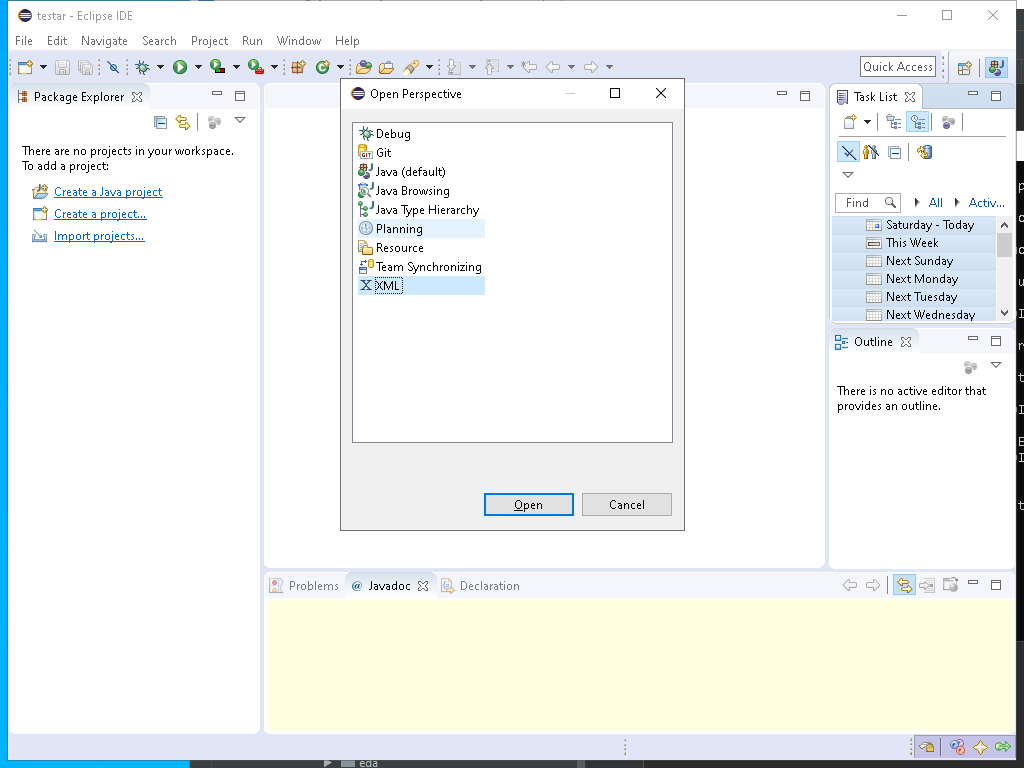 testar - Eclipse IDE
File Edit Navigate Search Project Run Window Help
Quick Access
Package Explorer
There are no projects in your workspace.
To add a project:
Create a Java project
Create a project...
Import projects...
Open Perspective
Debug
GIT Git
Java (default)
Java Browsing
Java Type Hierarchy
Planning
Resource
Team Synchronizing
X XML
Open Cancel
Task List
Find All Activ...
Saturday - Today
This Week
Next Sunday
Next Monday
Next Tuesday
Next Wednesday
Outline
There is no active editor that
provides an outline.
Problems @ Javadoc Declaration
eda